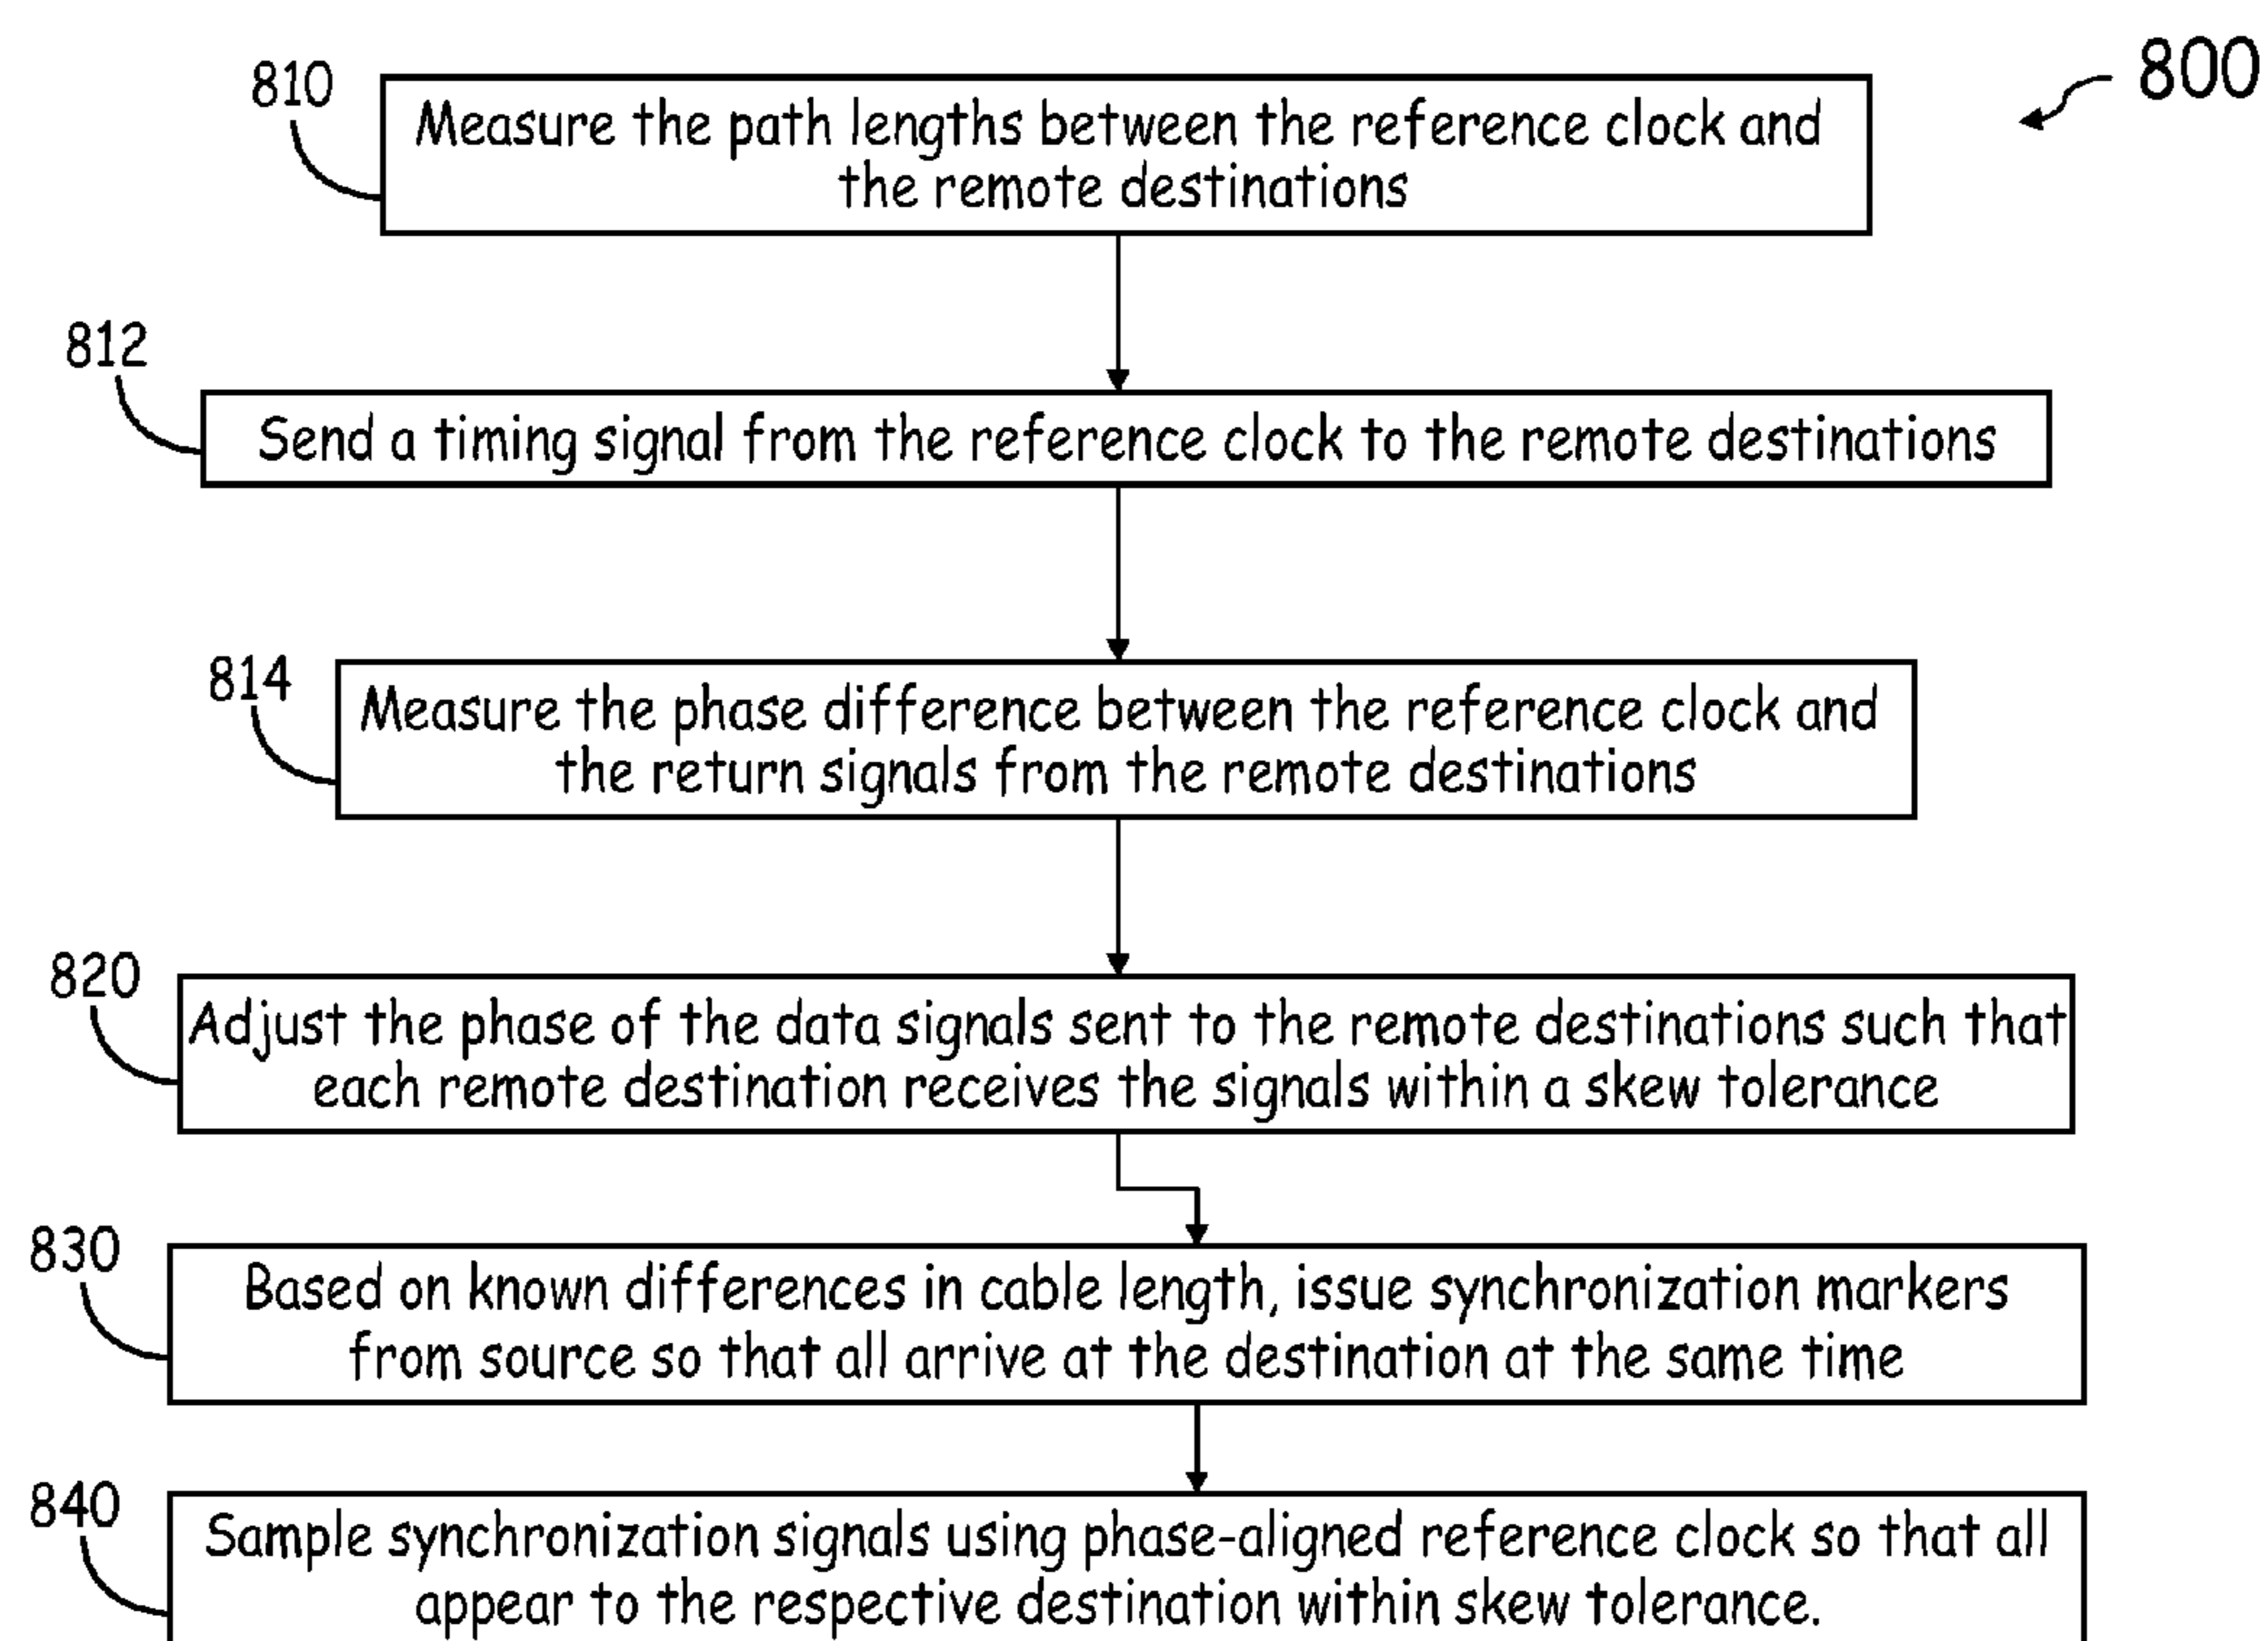 800
810
Measure the path lengths between the reference clock and
the remote destinations
812
Send a timing signal from the reference clock to the remote destinations
814
Measure the phase difference between the reference clock and
the return signals from the remote destinations
820
Adjust the phase of the data signals sent to the remote destinations such that
each remote destination receives the signals within a skew tolerance
830
Based on known differences in cable length, issue synchronization markers
from source so that all arrive at the destination at the same time
840
Sample synchronization signals using phase-aligned reference clock so that all
appear to the respective destination within skew tolerance.